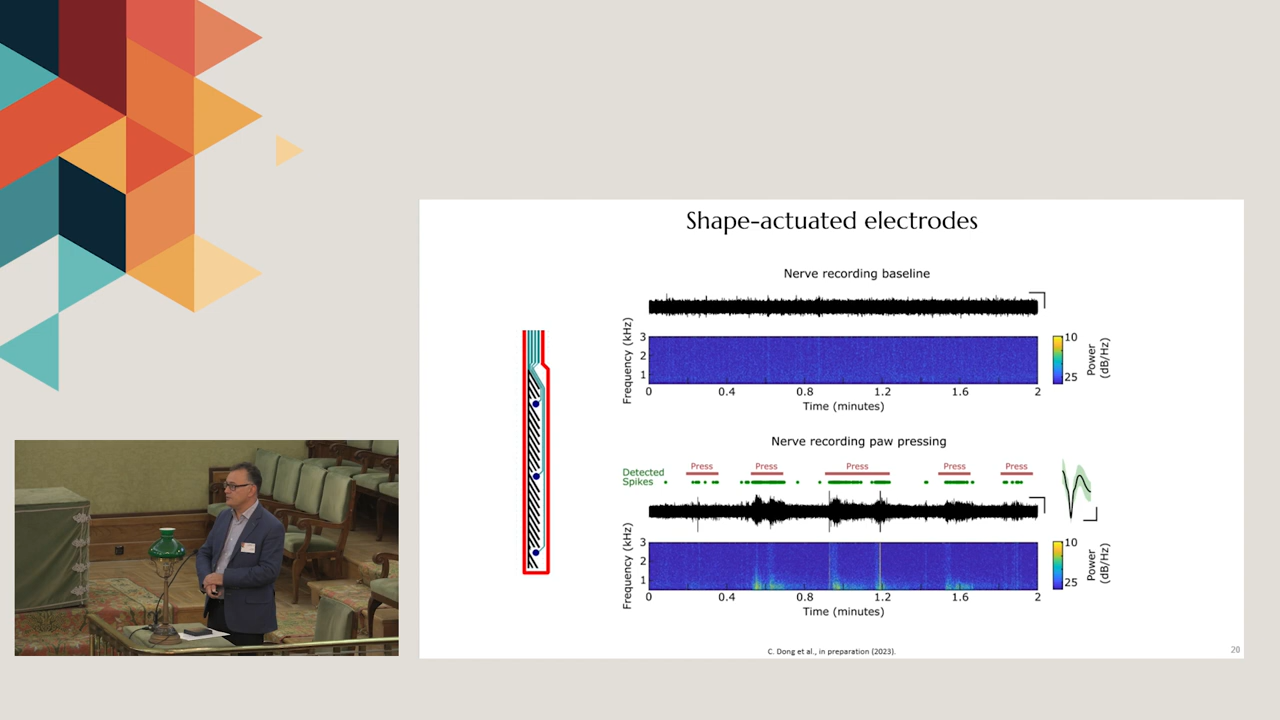 Shape-actuated electrodes
Nerve recording baseline
Frequency (kHz)
3
2
1
0 0.4 0.8 1.2 1.6 2
Time (minutes)
10
25
Power (dB/Hz)
Nerve recording paw pressing
Detected Spikes
Press Press Press Press Press
Frequency (kHz)
3
2
1
0 0.4 0.8 1.2 1.6 2
Time (minutes)
10
25
Power (dB/Hz)
C. Dong et al., in preparation (2023).
20